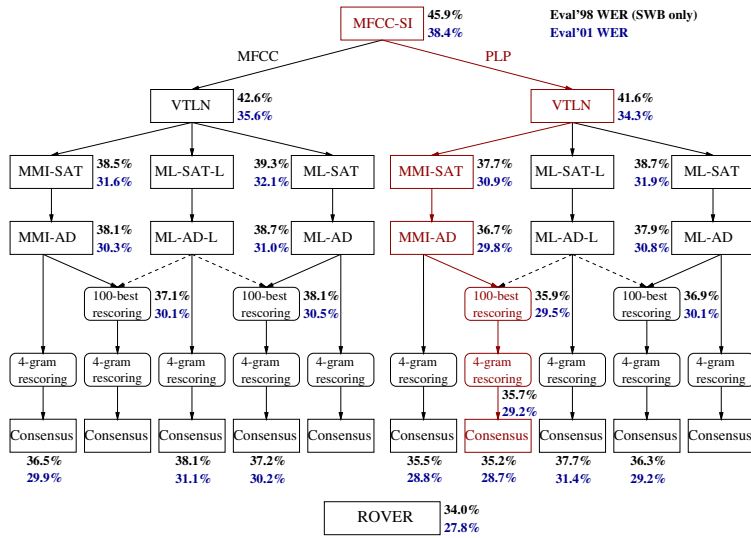 MFCC-SI
45.9%
38.4%
Eval'98 WER (SWB only)
Eval'01 WER
MFCC
PLP
VTLN
42.6%
35.6%
VTLN
41.6%
34.3%
MMI-SAT
38.5%
31.6%
ML-SAT-L
39.3%
32.1%
ML-SAT
MMI-SAT
37.7%
30.9%
ML-SAT-L
38.7%
31.9%
ML-SAT
MMI-AD
38.1%
30.3%
ML-AD-L
38.7%
31.0%
ML-AD
MMI-AD
36.7%
29.8%
ML-AD-L
37.9%
30.8%
ML-AD
100-best
rescoring
37.1%
30.1%
100-best
rescoring
38.1%
30.5%
100-best
rescoring
35.9%
29.5%
100-best
rescoring
36.9%
30.1%
4-gram
rescoring
4-gram
rescoring
4-gram
rescoring
4-gram
rescoring
4-gram
rescoring
4-gram
rescoring
4-gram
rescoring
4-gram
rescoring
4-gram
rescoring
4-gram
rescoring
35.7%
29.2%
Consensus
Consensus
Consensus
Consensus
Consensus
Consensus
Consensus
Consensus
Consensus
Consensus
36.5%
29.9%
38.1%
31.1%
37.2%
30.2%
35.5%
28.8%
35.2%
28.7%
37.7%
31.4%
36.3%
29.2%
ROVER
34.0%
27.8%